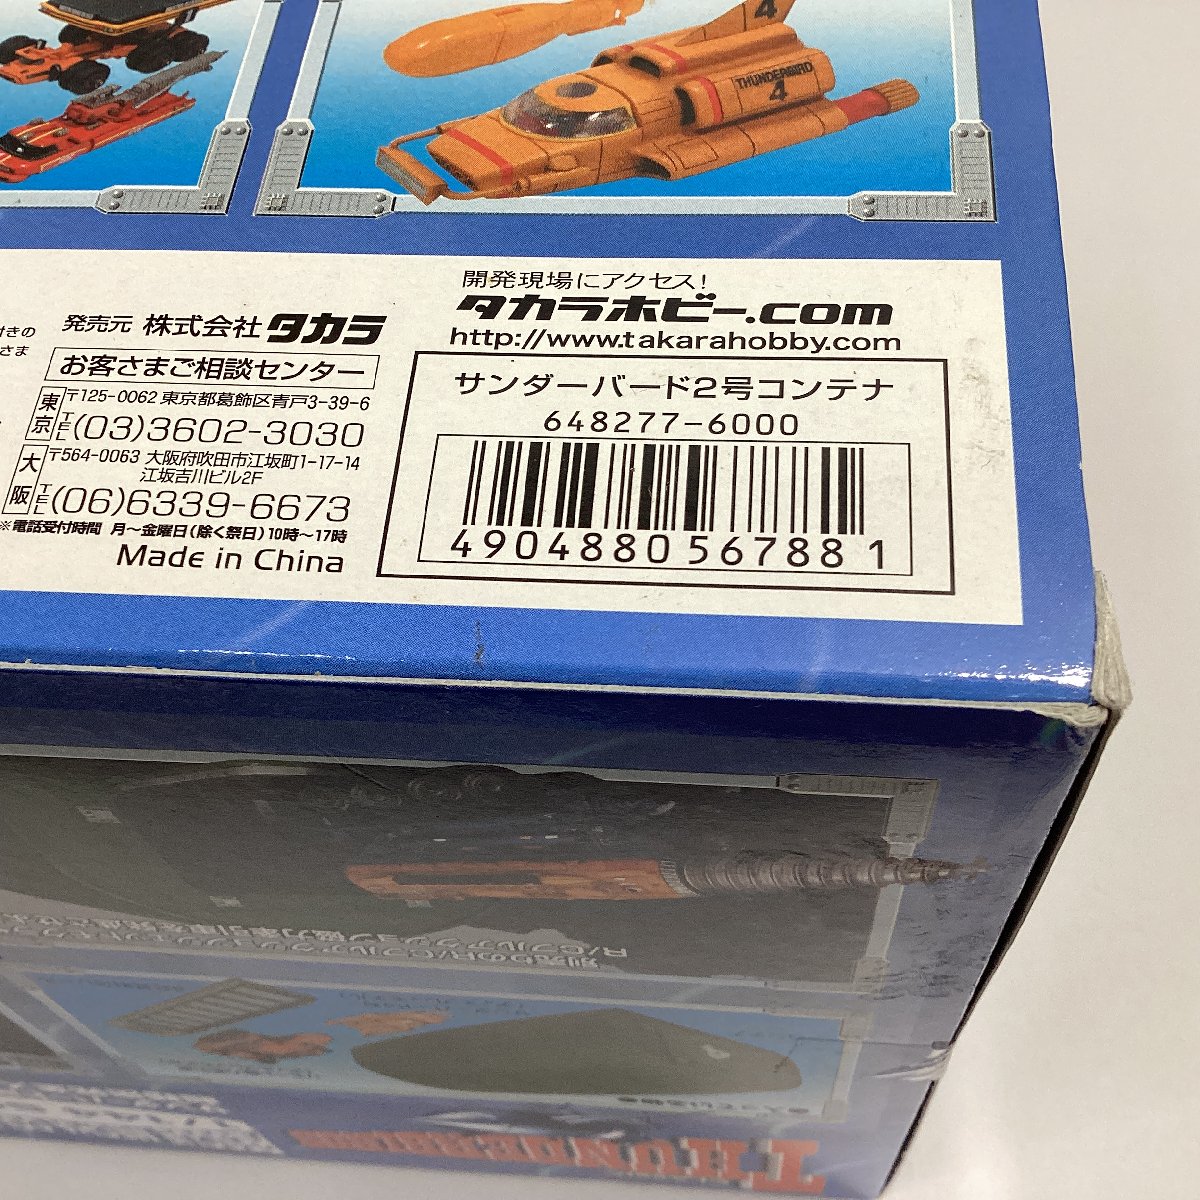 4
THUNDERBIRD
4
きの
さま
発売元 株式会社タカラ
お客さまご相談センター
東京
〒125-0062 東京都葛飾区青戸3-39-6
TEL(03)3602-3030
大阪
〒564-0063 大阪府吹田市江坂町1-17-14
江坂吉川ビル2F
TEL(06)6339-6673
※電話受付時間 月～金曜日(除く祭日)10時～17時
Made in China
開発現場にアクセス!
タカラホビー.com
http://www.takarahobby.com
サンダーバード2号コンテナ
648277-6000
4904880567881
THUNDERBIRDS